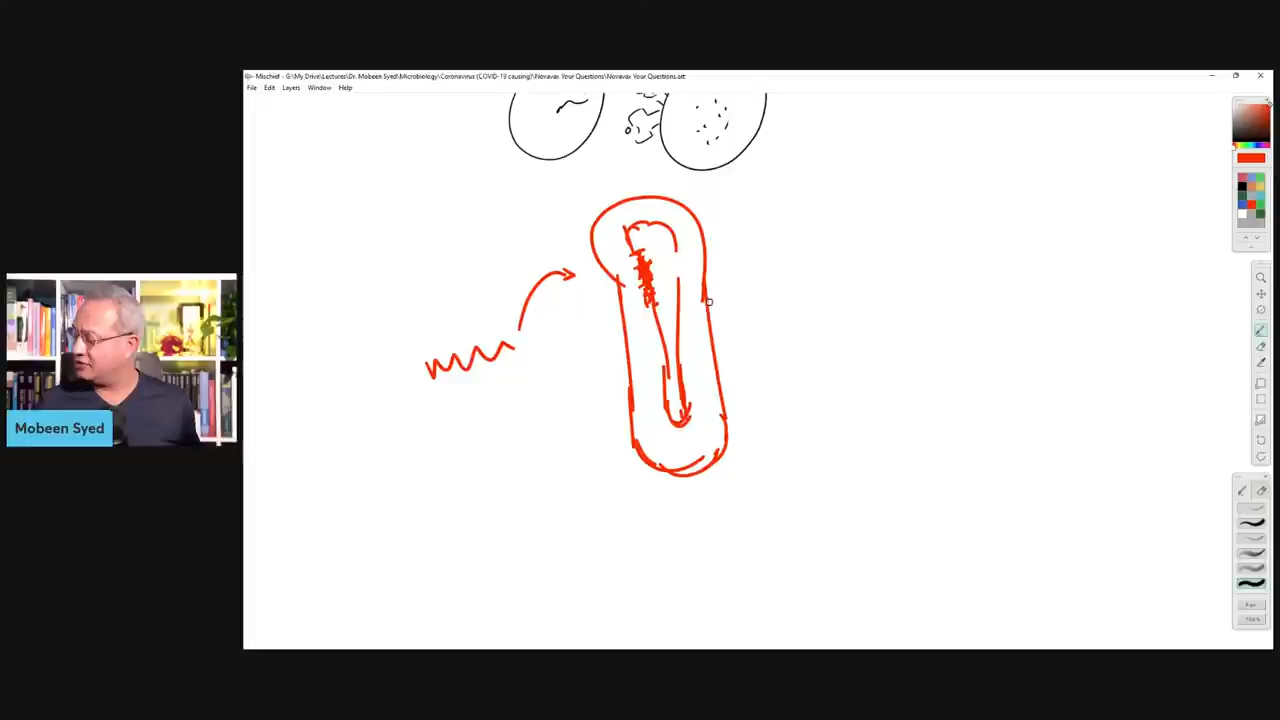 Mischief - G:\My Drive\Lectures\Dr. Mobeen Syed\Microbiology\Coronavirus (COVID-19 causing)\Novavax Your Questions\Novavax Your Questions.art
File Edit Layers Window Help
Mobeen Syed
100%